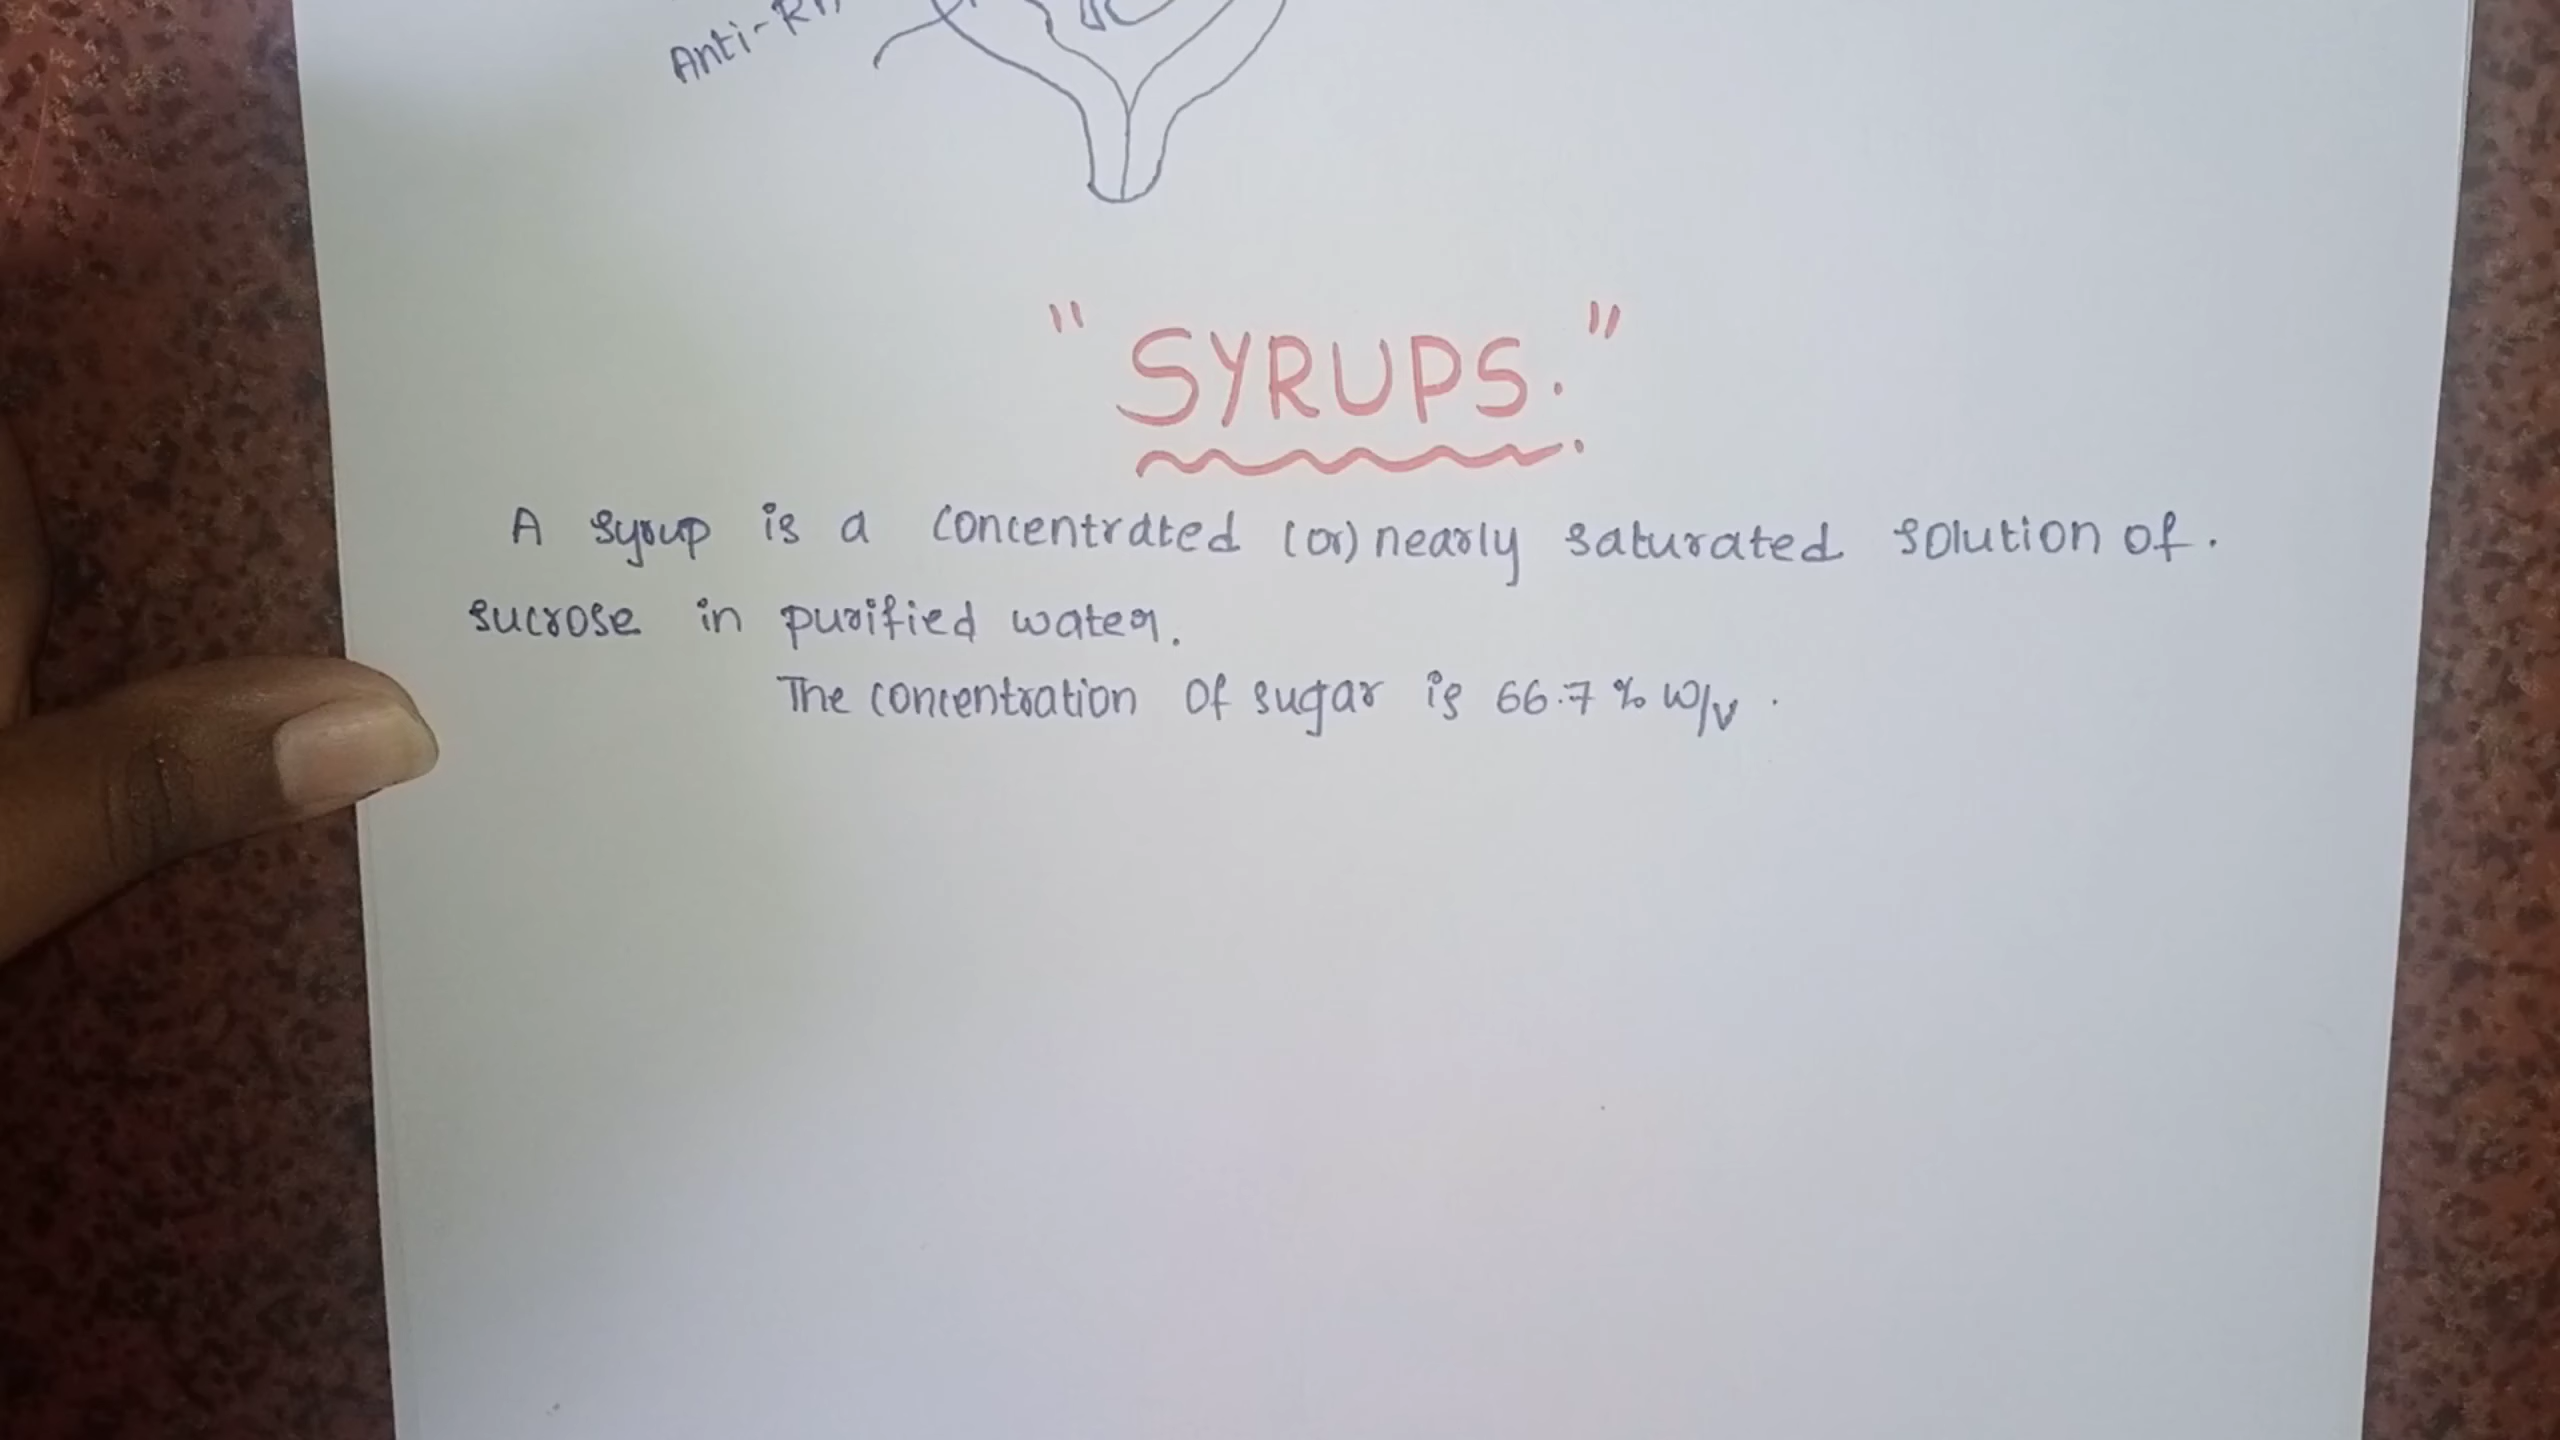 Anti-
" SYRUPS. "
A syrup is a concentrated (or) nearly saturated solution of.
sucrose in purified water.
The concentration of sugar is 66.7 % w/v .